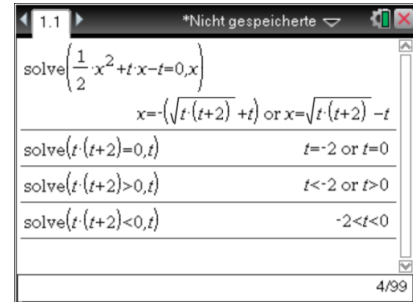 1.1 *Nicht gespeicherte
solve(1/2·x²+t·x−t=0,x)
x=-(√(t·(t+2))+t) or x=√(t·(t+2))−t
solve(t·(t+2)=0,t) t=-2 or t=0
solve(t·(t+2)>0,t) t<-2 or t>0
solve(t·(t+2)<0,t) -2<t<0
4/99